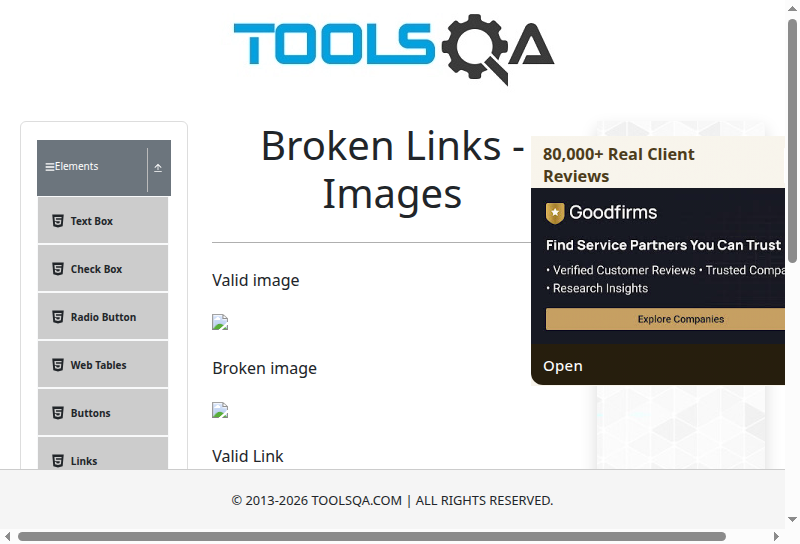 TOOLSQA
Elements
Text Box
Check Box
Radio Button
Web Tables
Buttons
Links
Broken Links -
Images
Valid image
Broken image
Valid Link
80,000+ Real Client
Reviews
Goodfirms
Find Service Partners You Can Trust
• Verified Customer Reviews • Trusted Compa
• Research Insights
Explore Companies
Open
© 2013-2026 TOOLSQA.COM | ALL RIGHTS RESERVED.